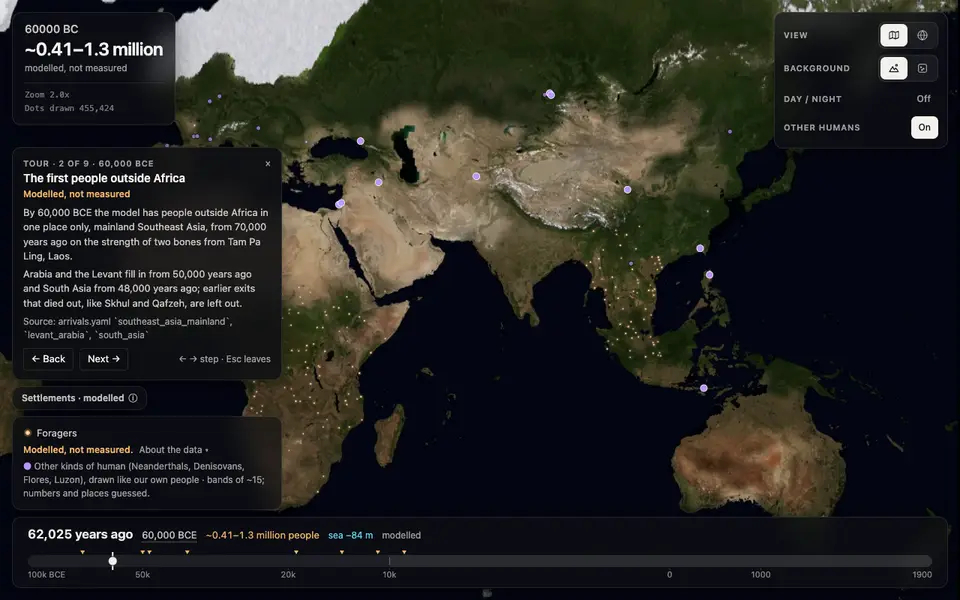 60000 BC
~0.41–1.3 million
modelled, not measured
Zoom 2.0x
Dots drawn 455,424
VIEW
BACKGROUND
DAY / NIGHT Off
OTHER HUMANS On
TOUR · 2 OF 9 · 60,000 BCE ×
The first people outside Africa
Modelled, not measured
By 60,000 BCE the model has people outside Africa in
one place only, mainland Southeast Asia, from 70,000
years ago on the strength of two bones from Tam Pa
Ling, Laos.
Arabia and the Levant fill in from 50,000 years ago
and South Asia from 48,000 years ago; earlier exits
that died out, like Skhul and Qafzeh, are left out.
Source: arrivals.yaml `southeast_asia_mainland`,
`levant_arabia`, `south_asia`
← Back Next → ← → step · Esc leaves
Settlements · modelled ⓘ
Foragers
Modelled, not measured. About the data ▾
Other kinds of human (Neanderthals, Denisovans,
Flores, Luzon), drawn like our own people · bands of ~15;
numbers and places guessed.
62,025 years ago 60,000 BCE ~0.41–1.3 million people sea −84 m modelled
100k BCE 50k 20k 10k 0 1000 1900